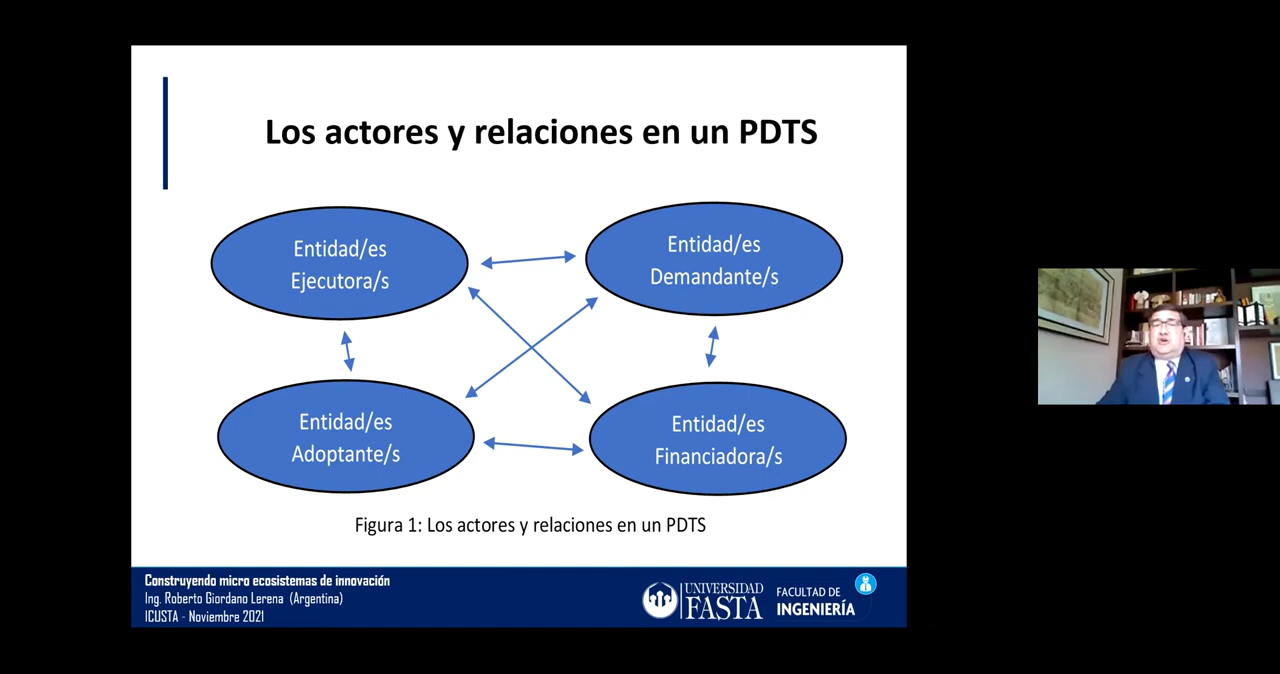 Los actores y relaciones en un PDTS
Entidad/es
Ejecutora/s
Entidad/es
Demandante/s
Entidad/es
Adoptante/s
Entidad/es
Financiadora/s
Figura 1: Los actores y relaciones en un PDTS
Construyendo micro ecosistemas de innovación
Ing. Roberto Giordano Lerena (Argentina)
ICUSTA - Noviembre 2021
UNIVERSIDAD
FASTA
FACULTAD DE
INGENIERÍA